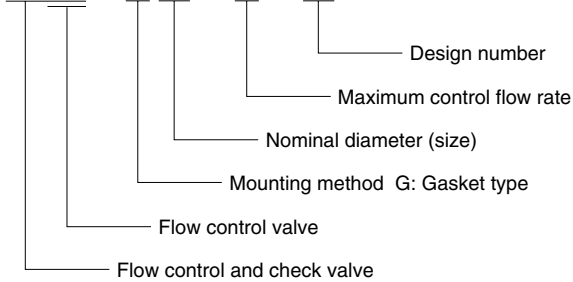 Design number
Maximum control flow rate
Nominal diameter (size)
Mounting method G: Gasket type
Flow control valve
Flow control and check valve